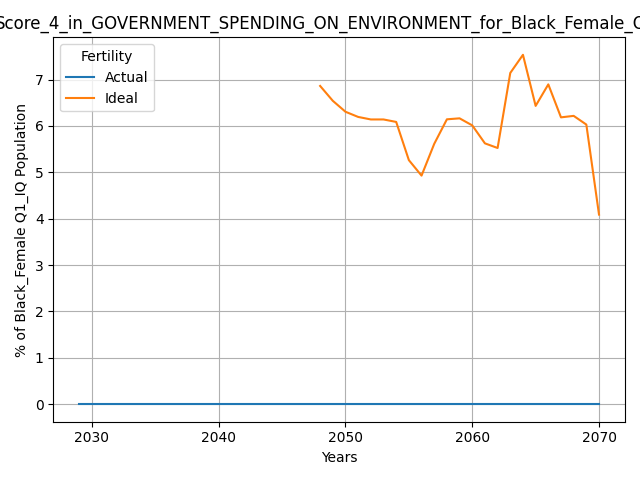 Score_4_in_GOVERNMENT_SPENDING_ON_ENVIRONMENT_for_Black_Female_
Fertility
Actual
Ideal
% of Black_Female Q1_IQ Population
7
6
5
4
3
2
1
0
2030 2040 2050 2060 2070
Years